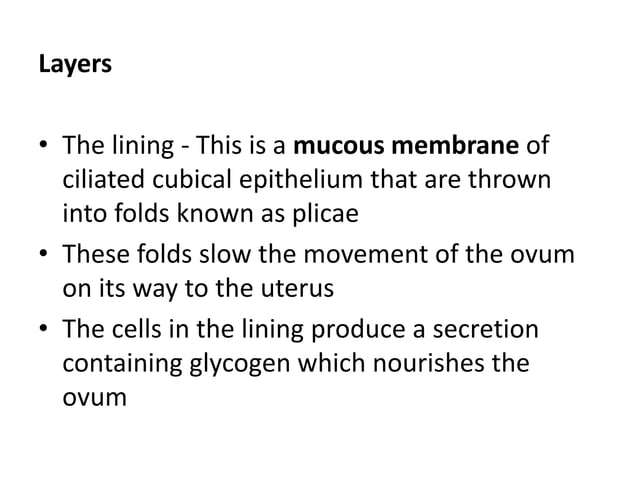 Layers
• The lining - This is a mucous membrane of
ciliated cubical epithelium that are thrown
into folds known as plicae
• These folds slow the movement of the ovum
on its way to the uterus
• The cells in the lining produce a secretion
containing glycogen which nourishes the
ovum